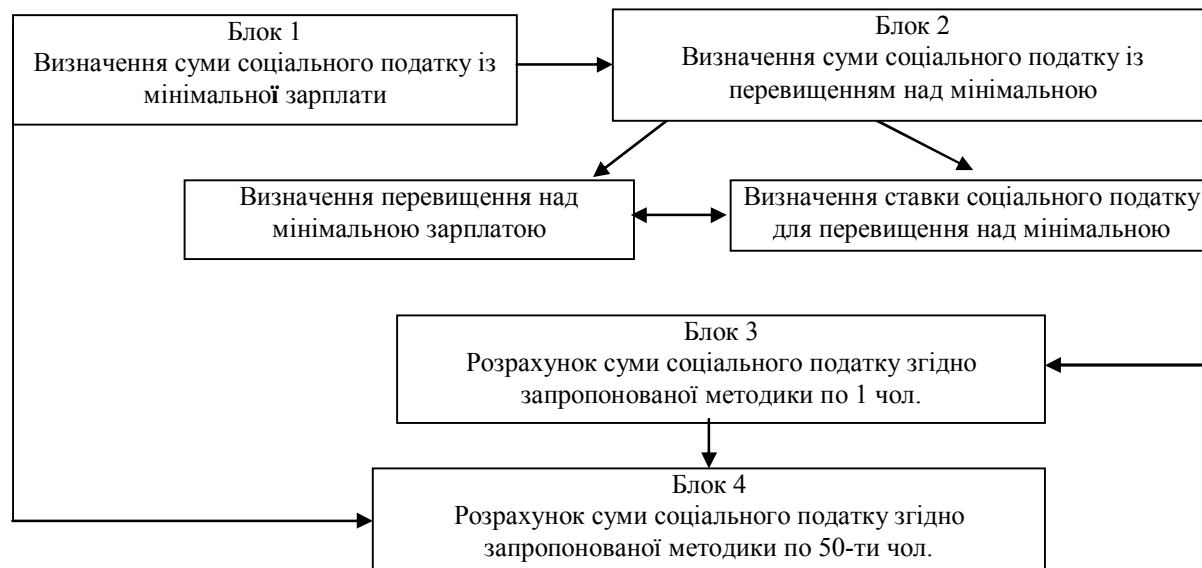 Блок 1
Визначення суми соціального податку із
мінімальної зарплати
Блок 2
Визначення суми соціального податку із
перевищенням над мінімальною
Визначення перевищення над
мінімальною зарплатою
Визначення ставки соціального податку
для перевищення над мінімальною
Блок 3
Розрахунок суми соціального податку згідно
запропонованої методики по 1 чол.
Блок 4
Розрахунок суми соціального податку згідно
запропонованої методики по 50-ти чол.